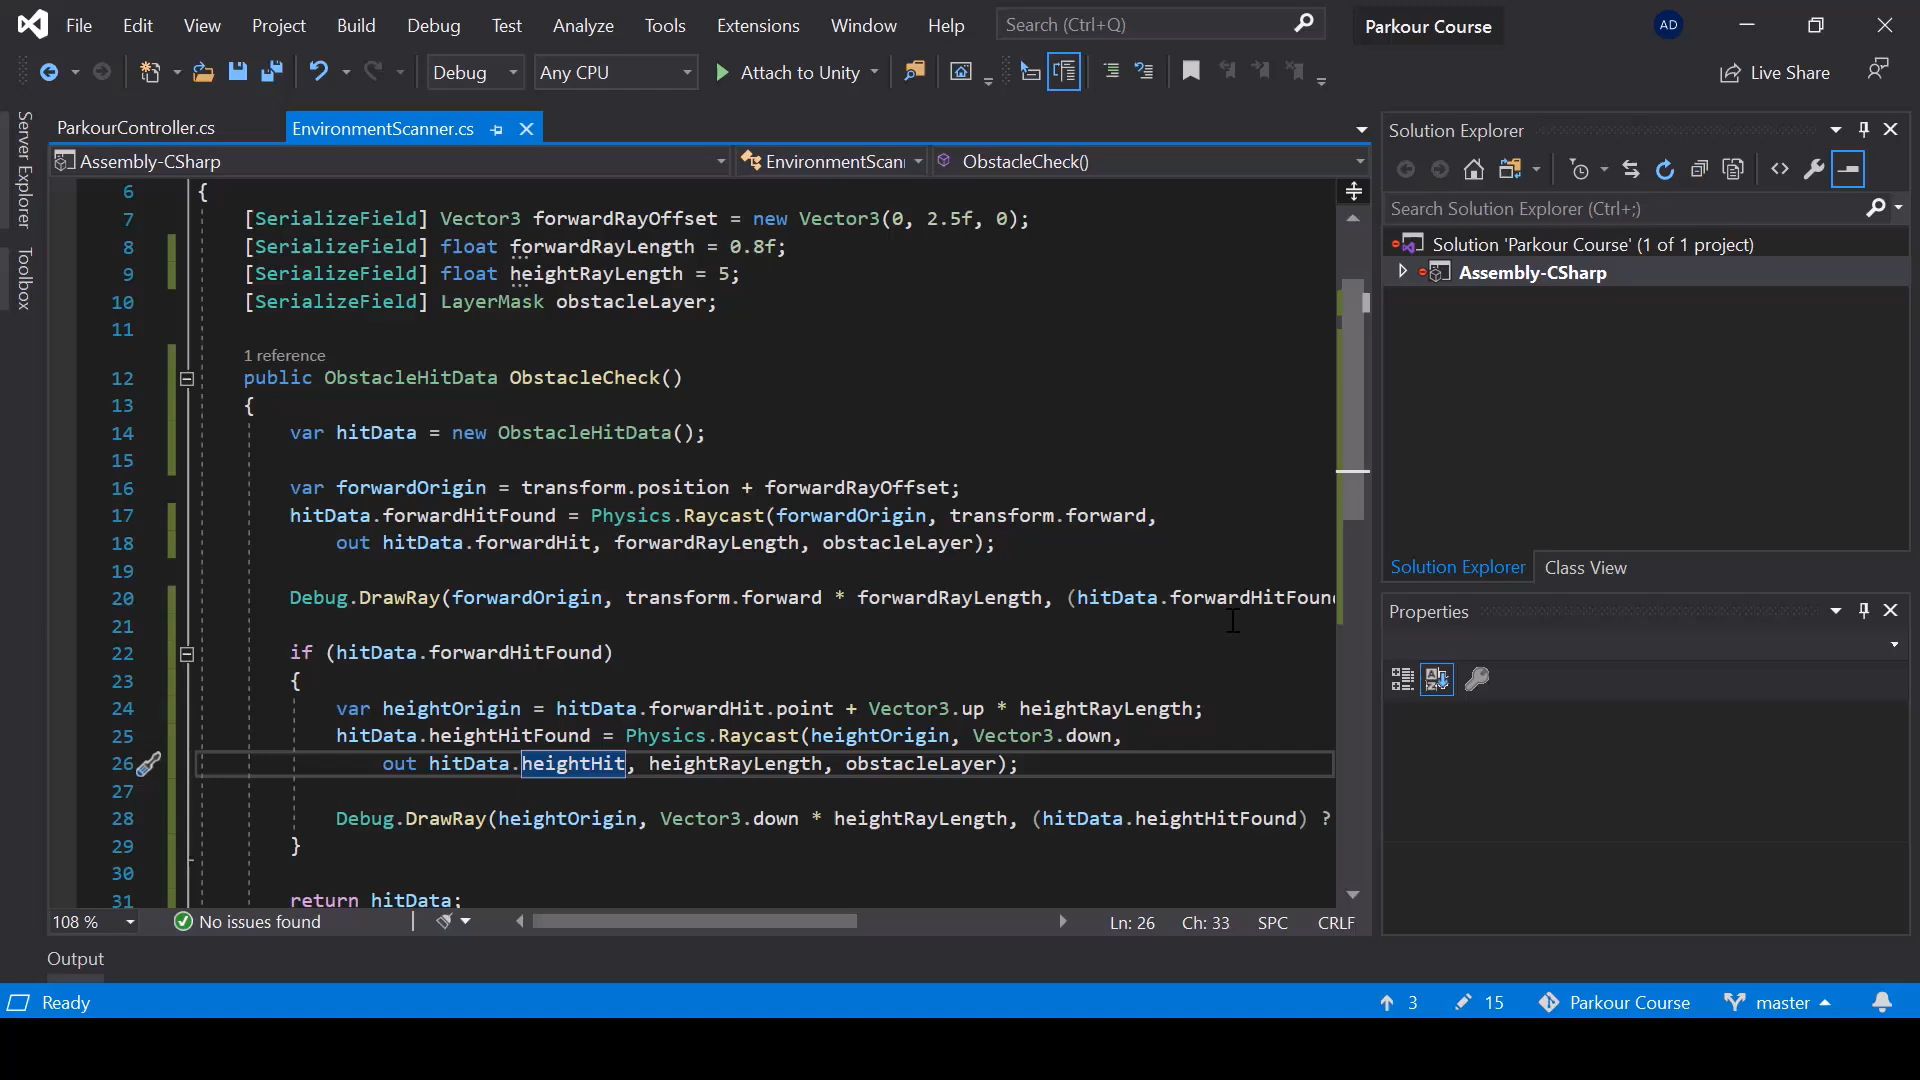 File Edit View Project Build Debug Test Analyze Tools Extensions Window Help Search (Ctrl+Q) Parkour Course AD
Debug Any CPU Attach to Unity Live Share
Server Explorer
Toolbox
ParkourController.cs EnvironmentScanner.cs
Assembly-CSharp EnvironmentScanı ObstacleCheck()
6 {
7 [SerializeField] Vector3 forwardRayOffset = new Vector3(0, 2.5f, 0);
8 [SerializeField] float forwardRayLength = 0.8f;
9 [SerializeField] float heightRayLength = 5;
10 [SerializeField] LayerMask obstacleLayer;
11
1 reference
12 public ObstacleHitData ObstacleCheck()
13 {
14 var hitData = new ObstacleHitData();
15
16 var forwardOrigin = transform.position + forwardRayOffset;
17 hitData.forwardHitFound = Physics.Raycast(forwardOrigin, transform.forward,
18 out hitData.forwardHit, forwardRayLength, obstacleLayer);
19
20 Debug.DrawRay(forwardOrigin, transform.forward * forwardRayLength, (hitData.forwardHitFound
21
22 if (hitData.forwardHitFound)
23 {
24 var heightOrigin = hitData.forwardHit.point + Vector3.up * heightRayLength;
25 hitData.heightHitFound = Physics.Raycast(heightOrigin, Vector3.down,
26 out hitData.heightHit, heightRayLength, obstacleLayer);
27
28 Debug.DrawRay(heightOrigin, Vector3.down * heightRayLength, (hitData.heightHitFound) ?
29 }
30
31 return hitData;
108 % No issues found Ln: 26 Ch: 33 SPC CRLF
Solution Explorer
Search Solution Explorer (Ctrl+;)
Solution 'Parkour Course' (1 of 1 project)
Assembly-CSharp
Solution Explorer Class View
Properties
Output
Ready 3 15 Parkour Course master